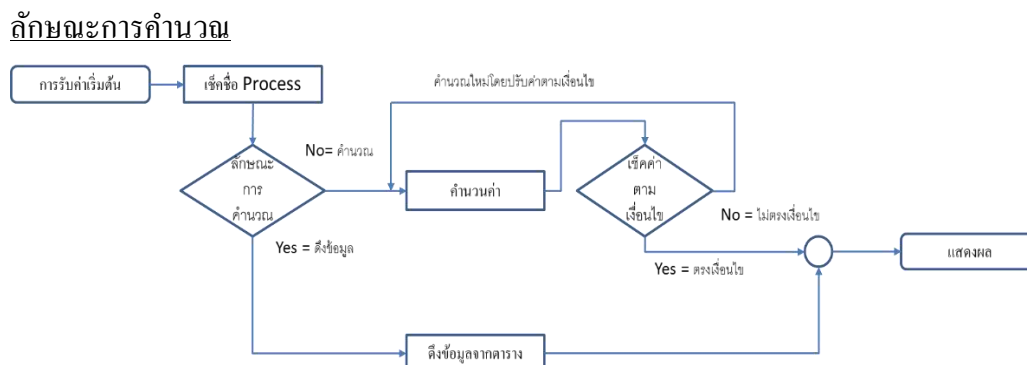 ลักษณะการคำนวณ
การรับค่าเริ่มต้น
เช็คชื่อ Process
คำนวณใหม่โดยปรับค่าตามเงื่อนไข
ลักษณะ
การ
คำนวณ
No= คำนวณ
คำนวนค่า
เช็คค่า
ตาม
เงื่อนไข
No = ไม่ตรงเงื่อนไข
Yes = ดึงข้อมูล
Yes = ตรงเงื่อนไข
แสดงผล
ดึงข้อมูลจากตาราง